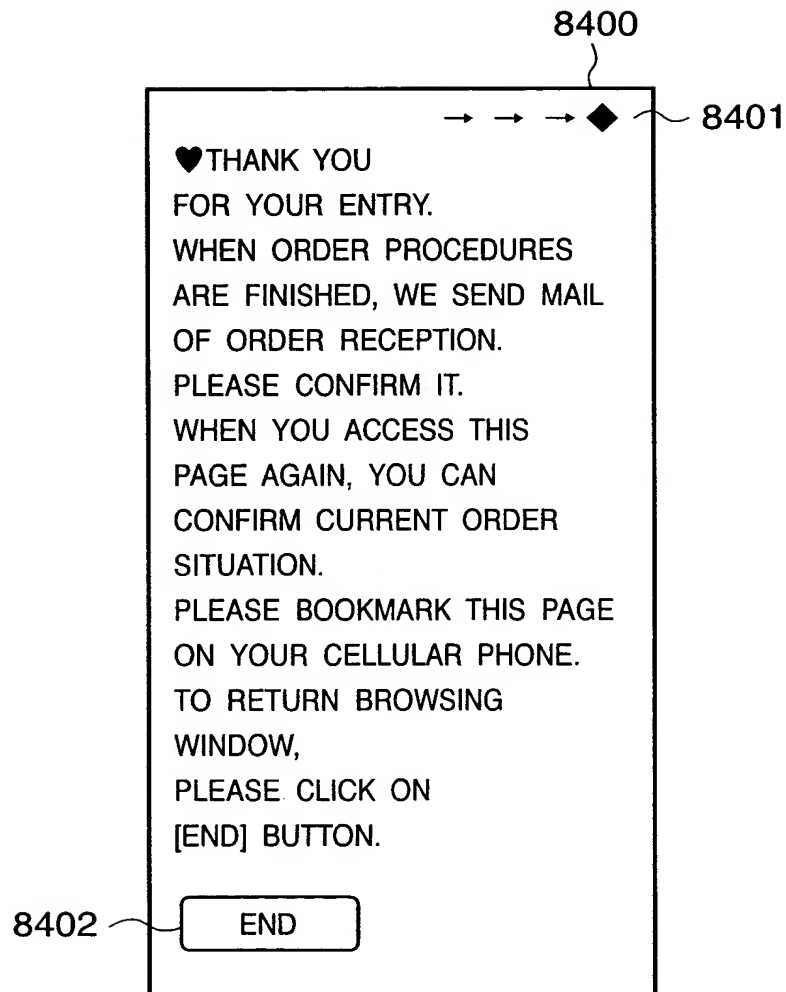 8400
→ → →◆ 8401
♥THANK YOU
FOR YOUR ENTRY.
WHEN ORDER PROCEDURES
ARE FINISHED, WE SEND MAIL
OF ORDER RECEPTION.
PLEASE CONFIRM IT.
WHEN YOU ACCESS THIS
PAGE AGAIN, YOU CAN
CONFIRM CURRENT ORDER
SITUATION.
PLEASE BOOKMARK THIS PAGE
ON YOUR CELLULAR PHONE.
TO RETURN BROWSING
WINDOW,
PLEASE CLICK ON
[END] BUTTON.
8402 END